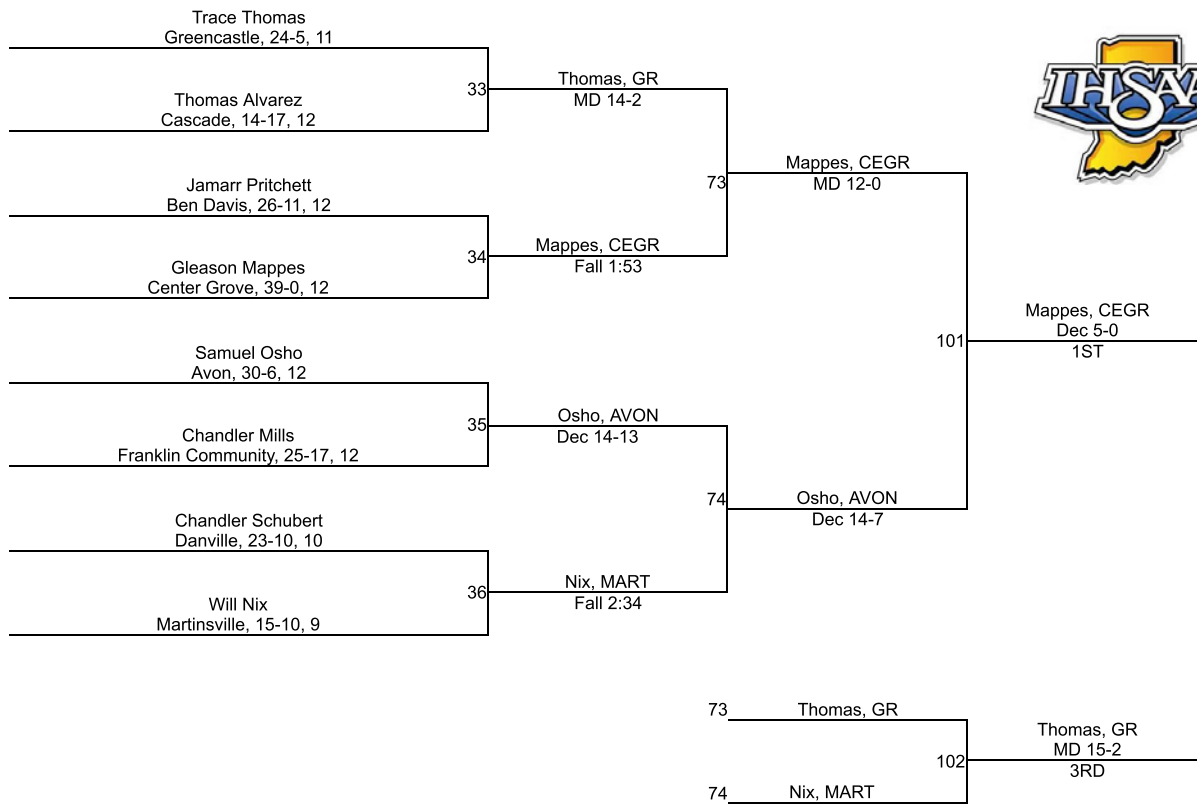 Trace Thomas
Greencastle, 24-5, 11
33
Thomas Alvarez
Cascade, 14-17, 12
Thomas, GR
MD 14-2
Jamarr Pritchett
Ben Davis, 26-11, 12
34
Gleason Mappes
Center Grove, 39-0, 12
Mappes, CEGR
Fall 1:53
73
Mappes, CEGR
MD 12-0
Samuel Osho
Avon, 30-6, 12
35
Chandler Mills
Franklin Community, 25-17, 12
Osho, AVON
Dec 14-13
Chandler Schubert
Danville, 23-10, 10
36
Will Nix
Martinsville, 15-10, 9
Nix, MART
Fall 2:34
74
Osho, AVON
Dec 14-7
101
Mappes, CEGR
Dec 5-0
1ST
73
Thomas, GR
102
74
Nix, MART
Thomas, GR
MD 15-2
3RD
IHSAA